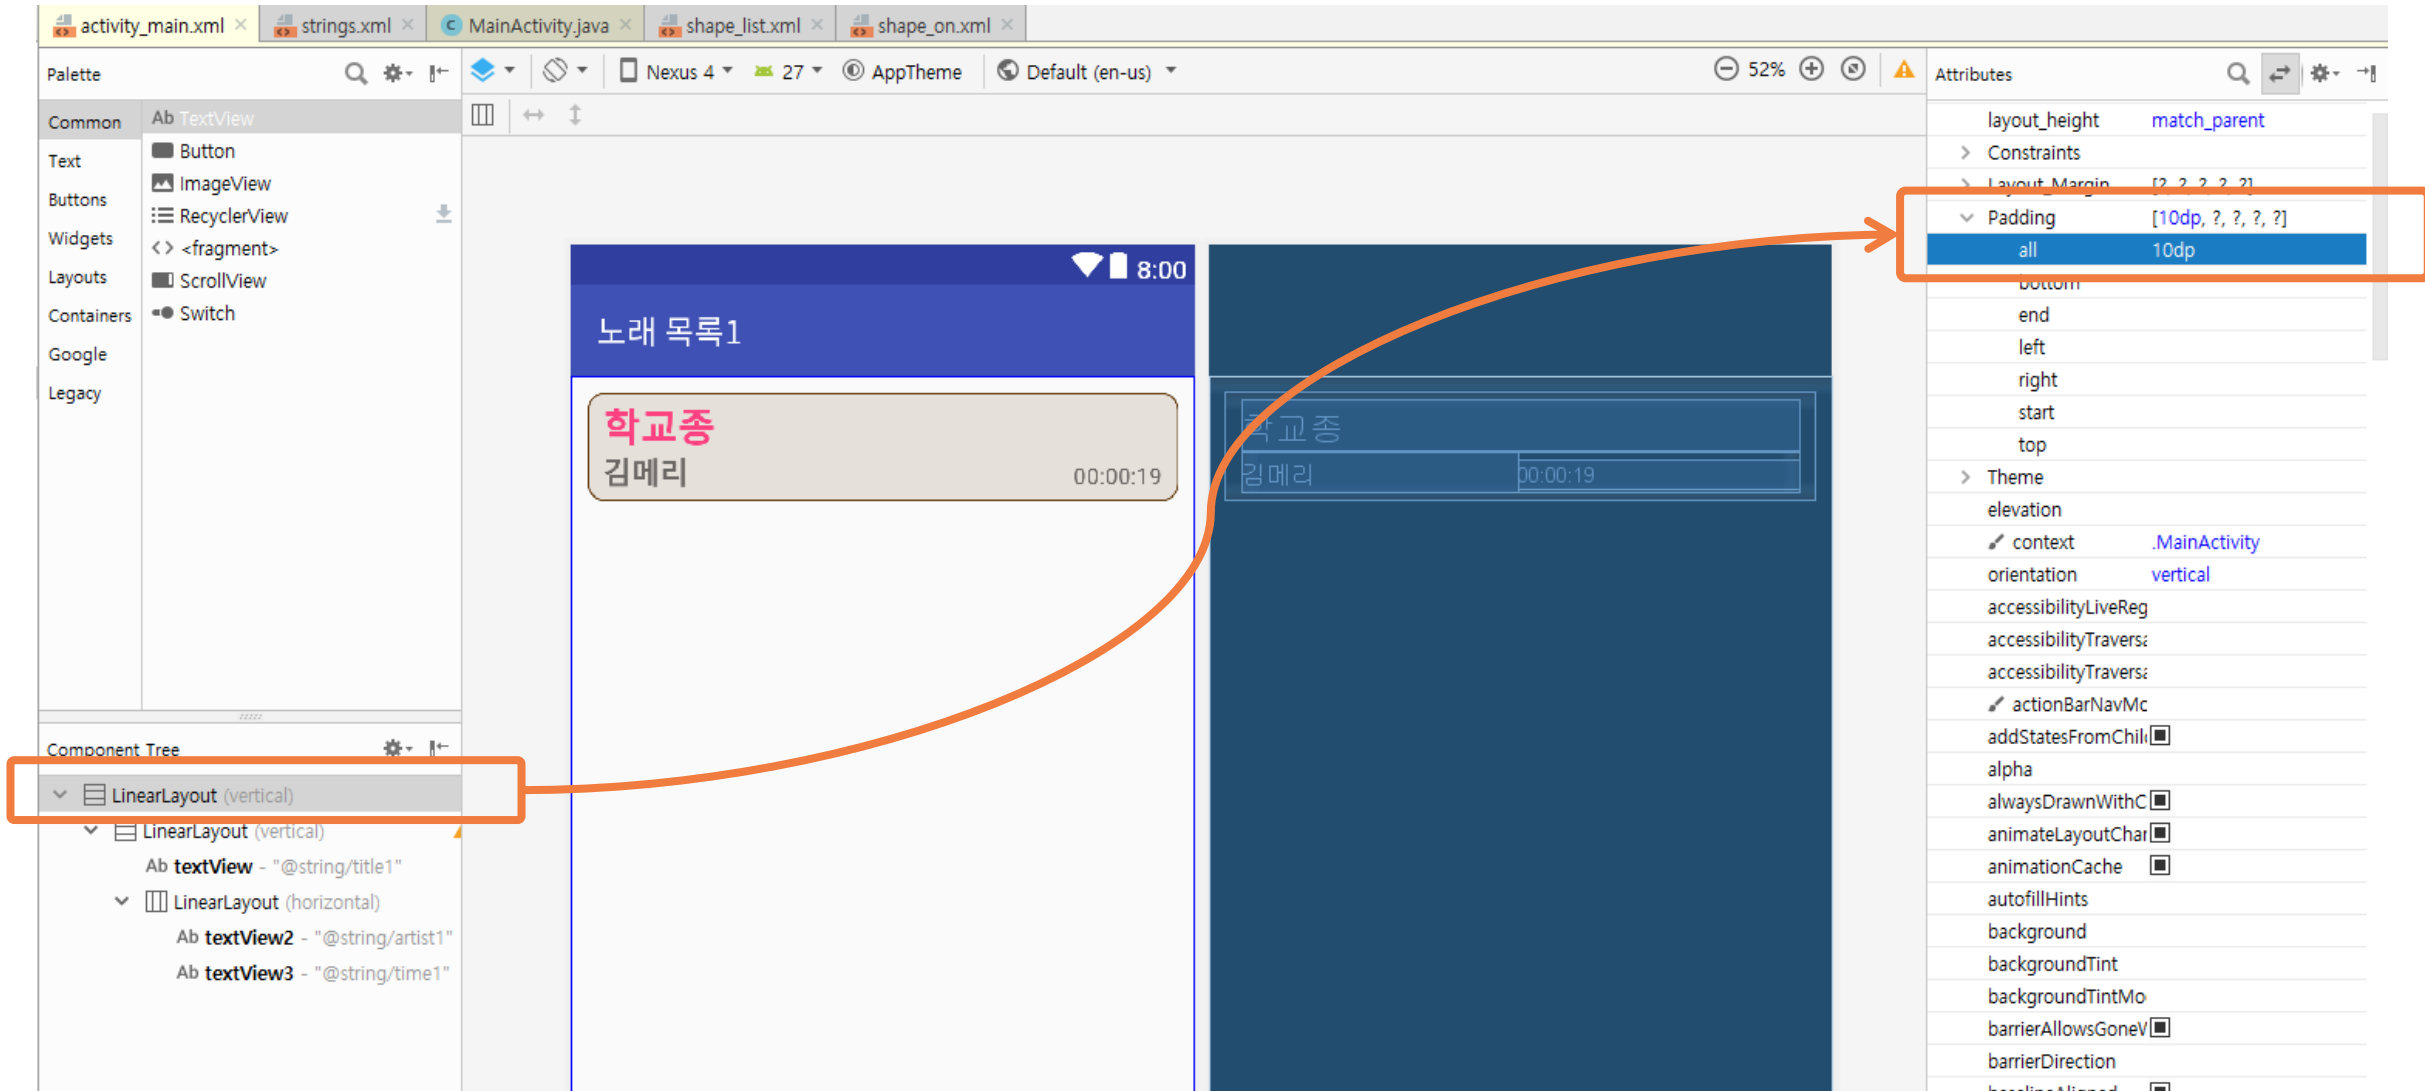 activity_main.xml
strings.xml
MainActivity.java
shape_list.xml
shape_on.xml
Palette
Nexus 4
27
AppTheme
Default (en-us)
52%
Attributes
Common
Text
Buttons
Widgets
Layouts
Containers
Google
Legacy
Ab TextView
Button
ImageView
RecyclerView
<fragment>
ScrollView
Switch
8:00
노래 목록1
학교종
김메리
00:00:19
학교종
김메리
00:00:19
Component Tree
LinearLayout (vertical)
LinearLayout (vertical)
Ab textView - "@string/title1"
LinearLayout (horizontal)
Ab textView2 - "@string/artist1"
Ab textView3 - "@string/time1"
layout_height match_parent
Constraints
Layout_Margin [?, ?, ?, ?, ?]
Padding [10dp, ?, ?, ?, ?]
all 10dp
bottom
end
left
right
start
top
Theme
elevation
context .MainActivity
orientation vertical
accessibilityLiveReg
accessibilityTravers
accessibilityTravers
actionBarNavMc
addStatesFromChil
alpha
alwaysDrawnWithC
animateLayoutChar
animationCache
autofillHints
background
backgroundTint
backgroundTintMo
barrierAllowsGoneV
barrierDirection